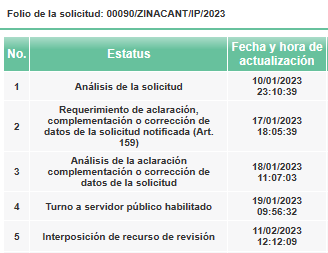 Folio de la solicitud: 00090/ZINACANT/IP/2023
No. Estatus Fecha y hora de
actualización
1 Análisis de la solicitud 10/01/2023
23:10:39
2 Requerimiento de aclaración,
complementación o corrección de
datos de la solicitud notificada (Art.
159) 17/01/2023
18:05:39
3 Análisis de la aclaración
complementación o corrección de
datos de la solicitud 18/01/2023
11:07:03
4 Turno a servidor público habilitado 19/01/2023
09:56:32
5 Interposición de recurso de revisión 11/02/2023
12:12:09